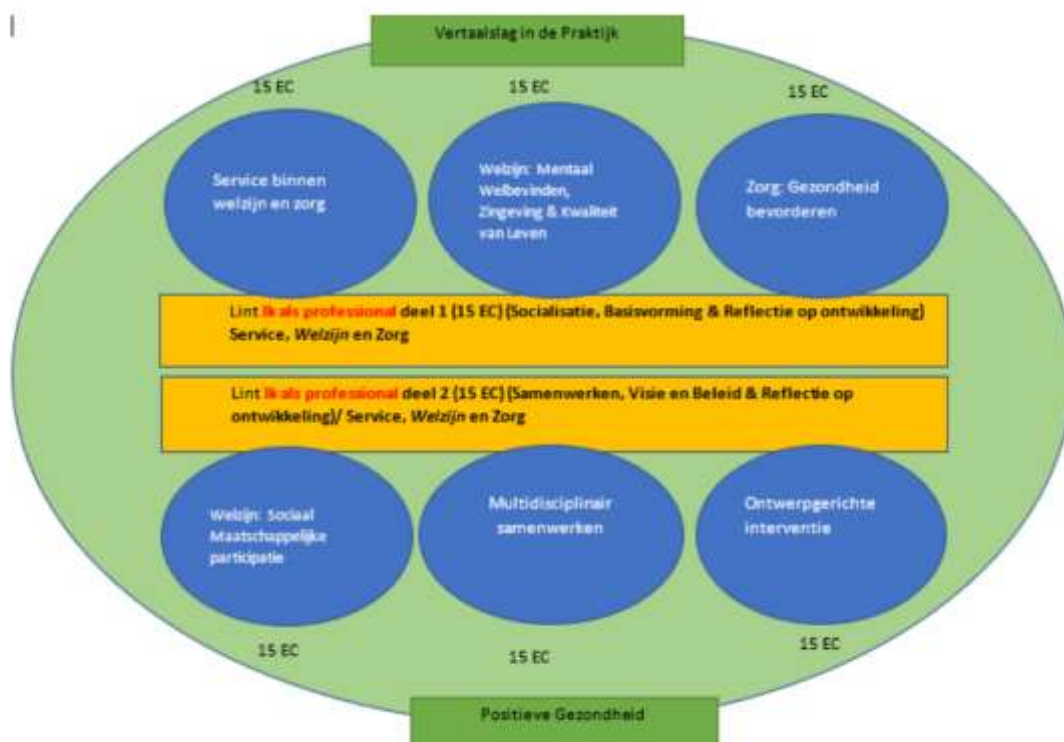 Vertaalslag in de Praktijk
15 EC
15 EC
15 EC
Service binnen
welzijn en zorg
Welzijn: Mentaal
Welbevinden,
Zingeving & Kwaliteit
van Leven
Zorg: Gezondheid
bevorderen
Lint Ik als professional deel 1 (15 EC) (Socialisatie, Basisvorming & Reflectie op ontwikkeling)
Service, Welzijn en Zorg
Lint Ik als professional deel 2 (15 EC) (Samenwerken, Visie en Beleid & Reflectie op
ontwikkeling)/ Service, Welzijn en Zorg
Welzijn: Sociaal
Maatschappelijke
participatie
Multidisciplinair
samenwerken
Ontwerpgerichte
interventie
15 EC
15 EC
15 EC
Positieve Gezondheid